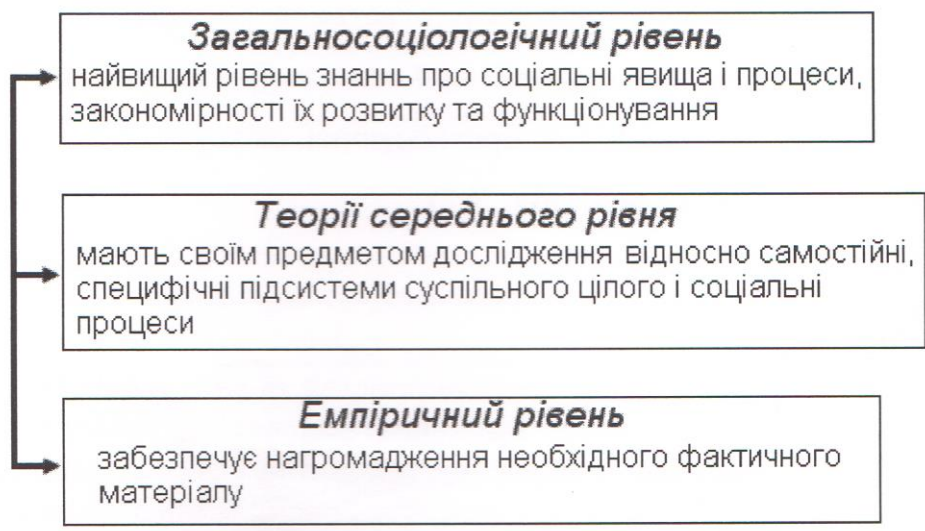 Загальносоціологічний рівень
найвищий рівень знаннь про соціальні явища і процеси,
закономірності їх розвитку та функціонування
Теорії середнього рівня
мають своїм предметом дослідження відносно самостійні,
специфічні підсистеми суспільного цілого і соціальні
процеси
Емпіричний рівень
забезпечує нагромадження необхідного фактичного
матеріалу